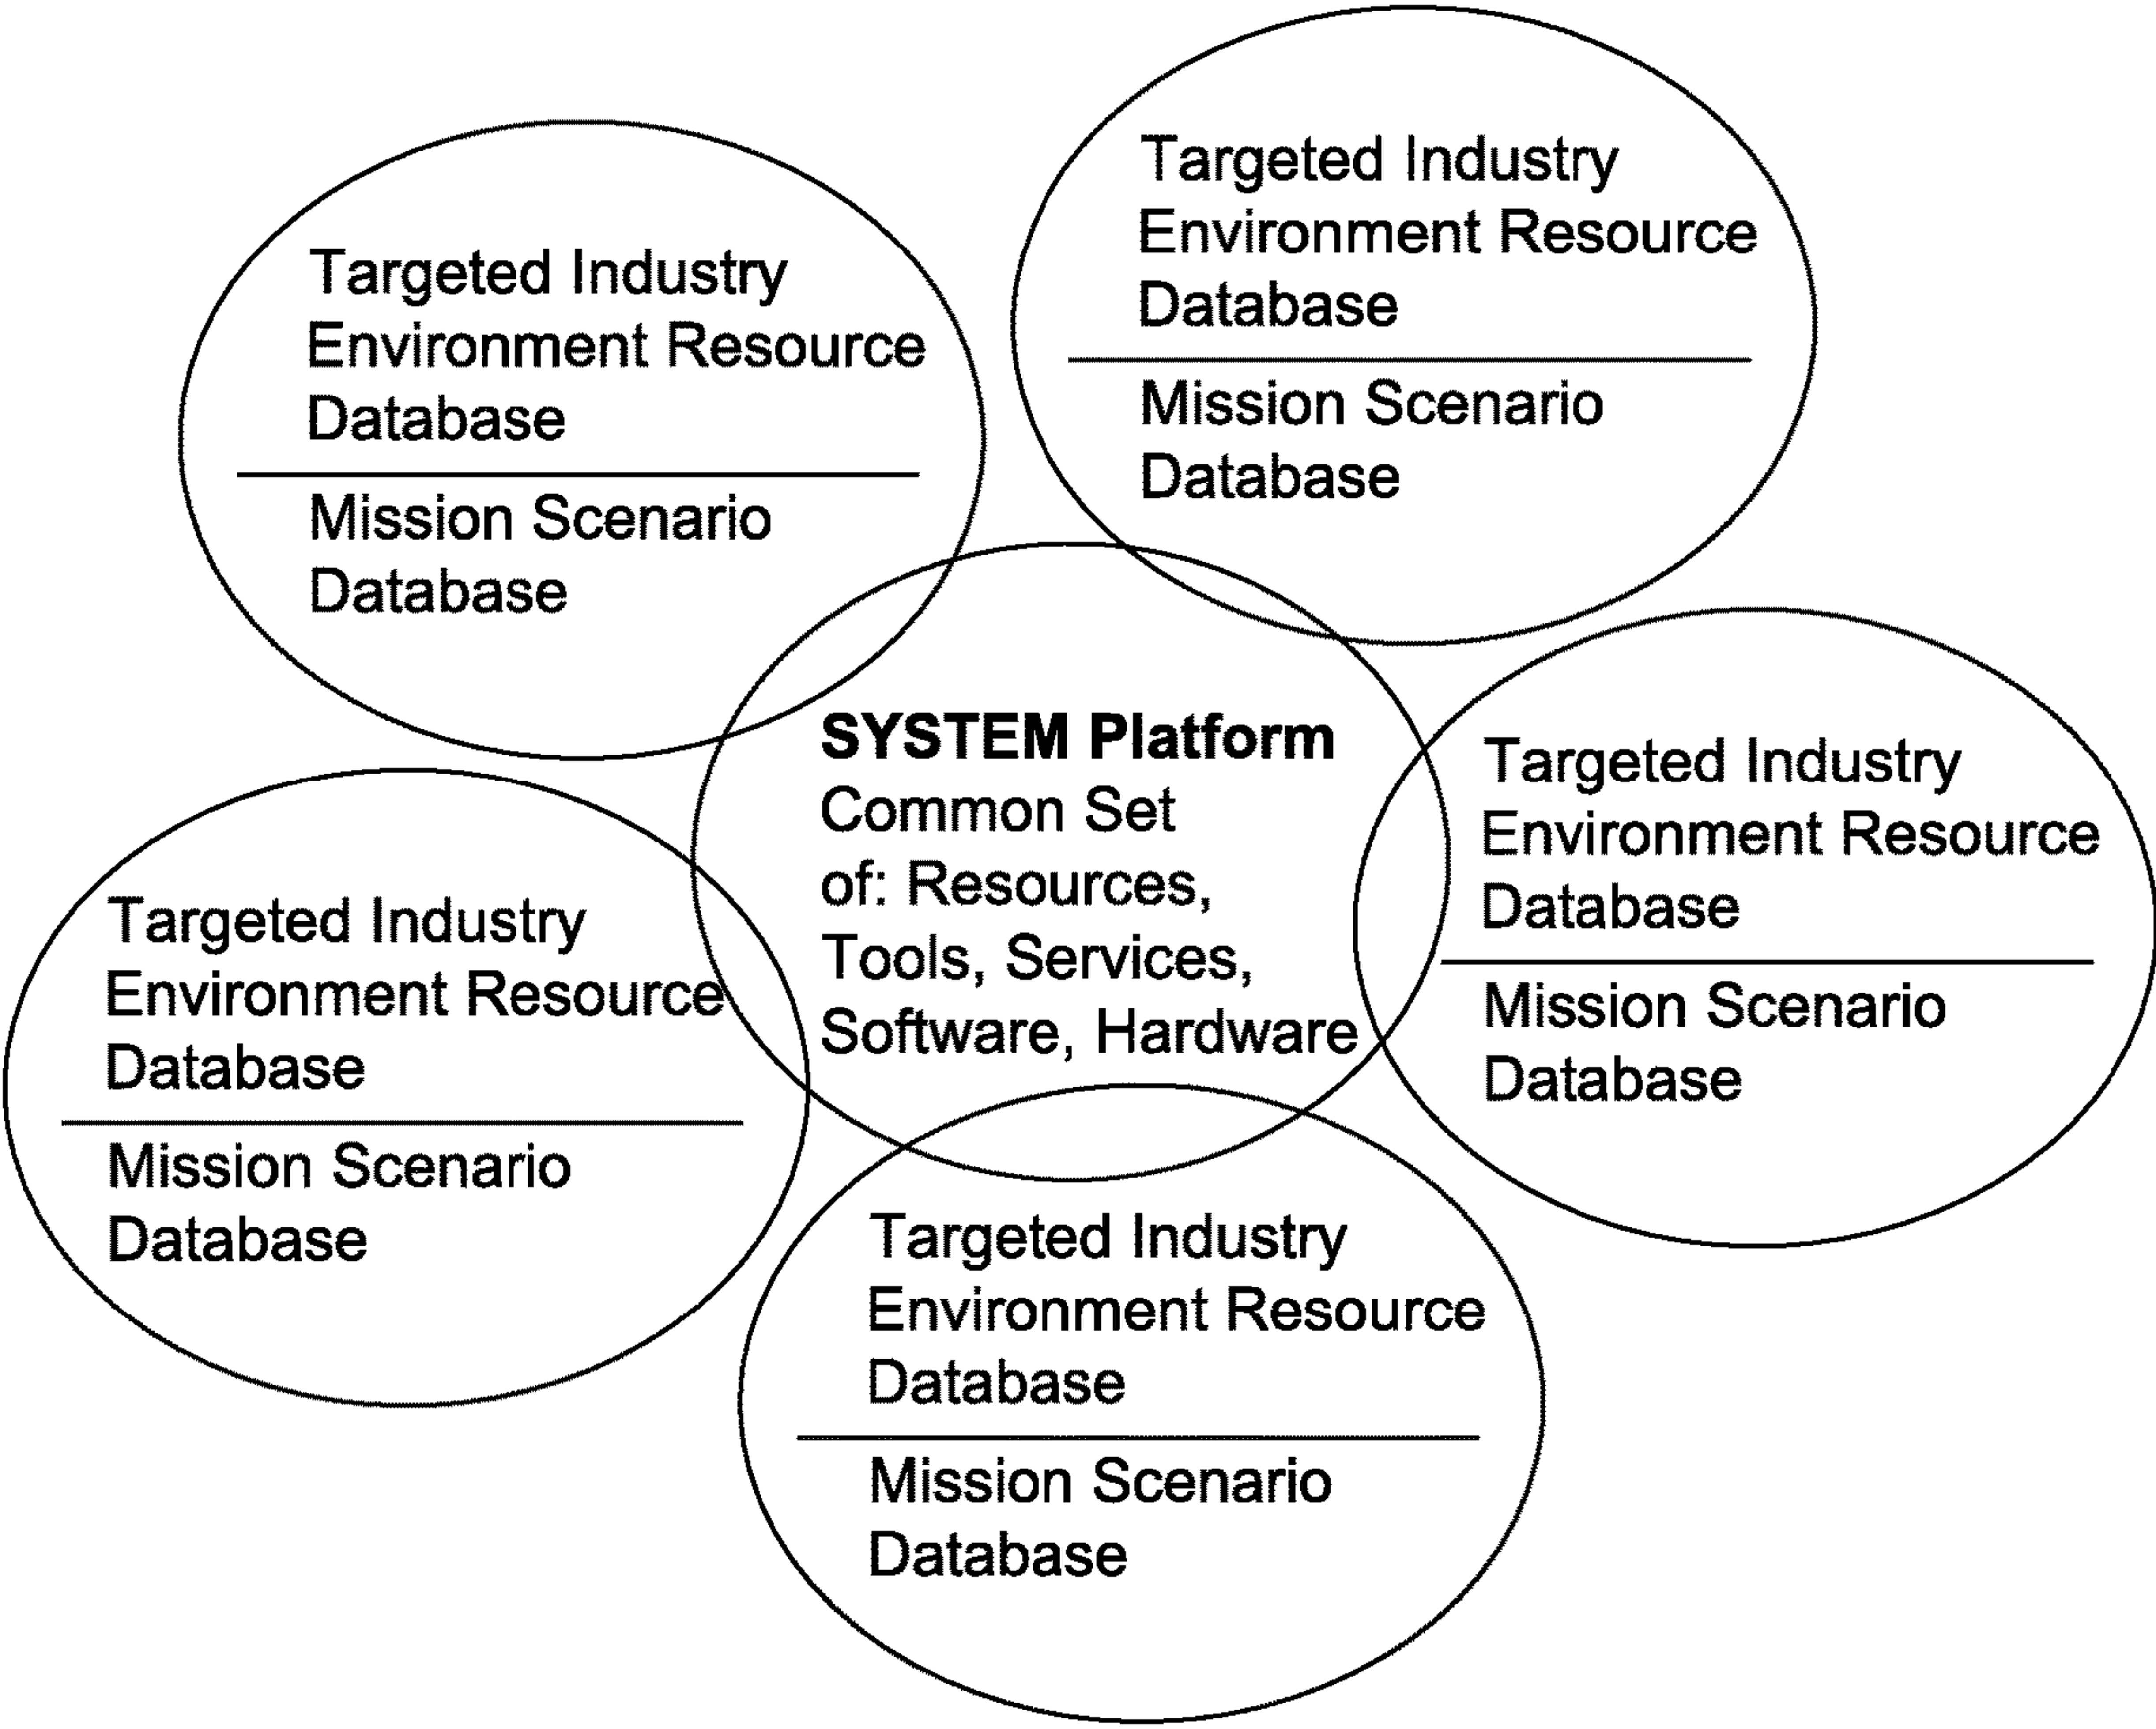 Targeted Industry
Environment Resource
Database
Mission Scenario
Database
Targeted Industry
Environment Resource
Database
Mission Scenario
Database
SYSTEM Platform
Common Set
of: Resources,
Tools, Services,
Software, Hardware
Targeted Industry
Environment Resource
Database
Mission Scenario
Database
Targeted Industry
Environment Resource
Database
Mission Scenario
Database
Targeted Industry
Environment Resource
Database
Mission Scenario
Database